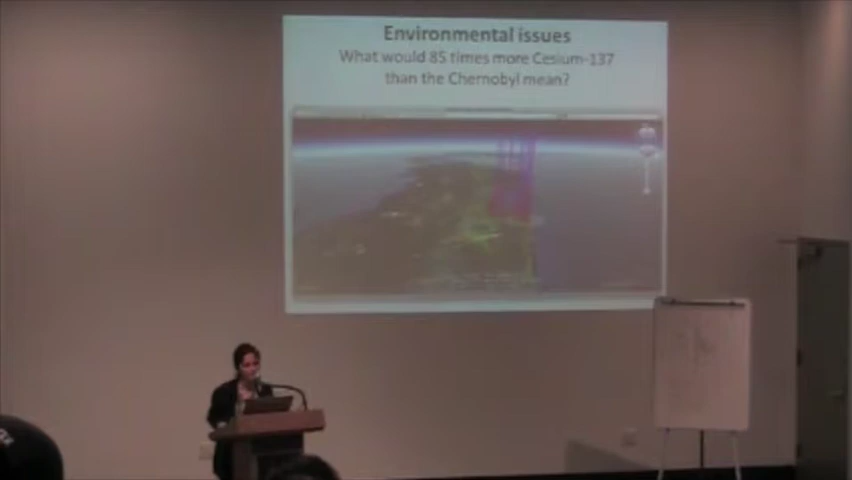 Environmental issues
What would 85 times more Cesium-137
than the Chernobyl mean?